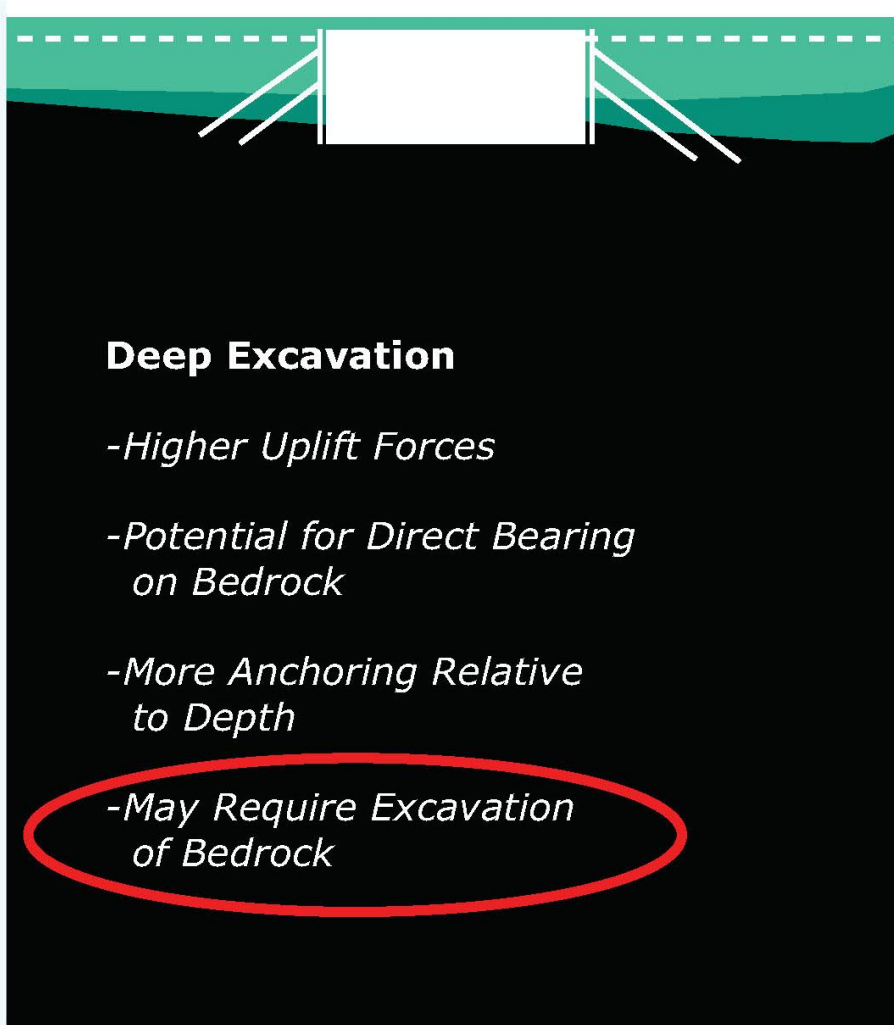 Deep Excavation
-Higher Uplift Forces
-Potential for Direct Bearing
on Bedrock
-More Anchoring Relative
to Depth
-May Require Excavation
of Bedrock